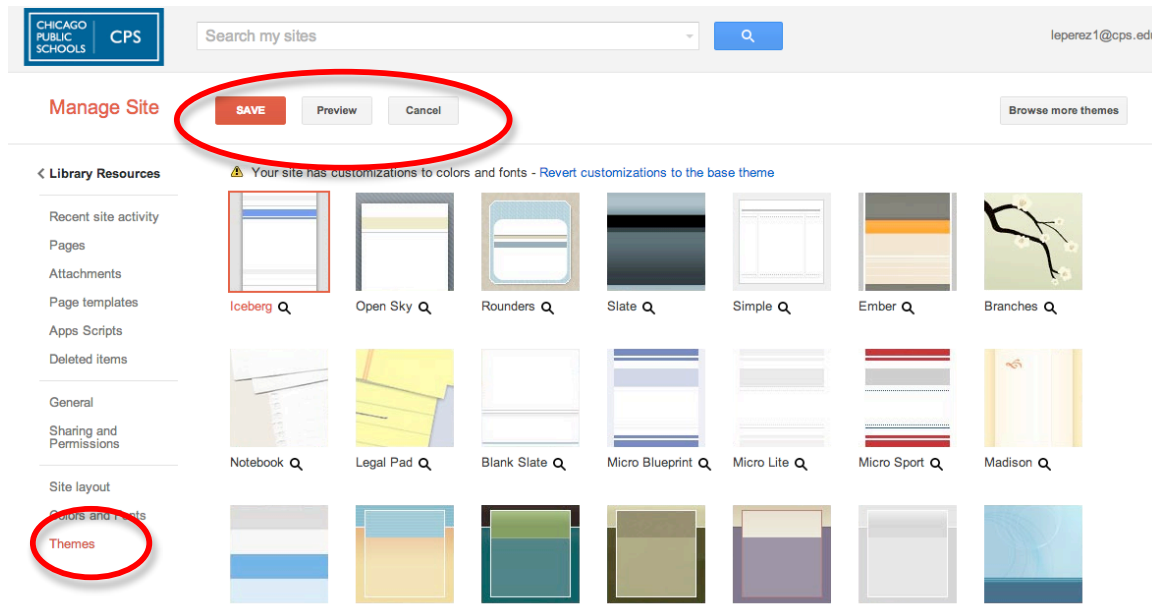 CHICAGO
PUBLIC
SCHOOLS
CPS
Search my sites
leperez1@cps.edu
Manage Site
SAVE
Preview
Cancel
Browse more themes
Library Resources
Your site has customizations to colors and fonts - Revert customizations to the base theme
Recent site activity
Pages
Attachments
Page templates
Apps Scripts
Deleted items
General
Sharing and
Permissions
Site layout
Colors and Fonts
Themes
Iceberg
Open Sky
Rounders
Slate
Simple
Ember
Branches
Notebook
Legal Pad
Blank Slate
Micro Blueprint
Micro Lite
Micro Sport
Madison